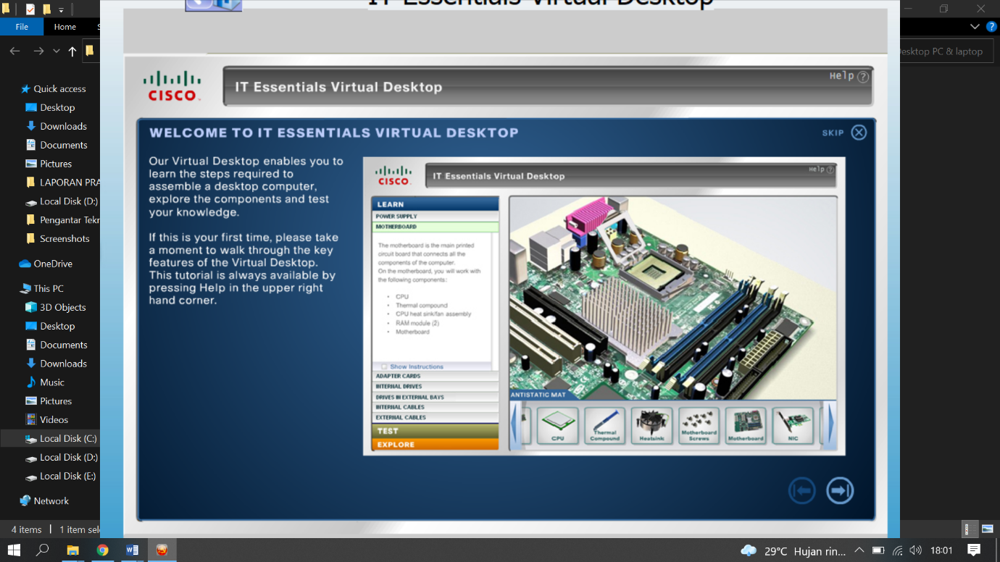 IT Essentials Virtual Desktop
File
Home
Desktop PC & laptop
Quick access
Desktop
Downloads
Documents
Pictures
LAPORAN PRA
Local Disk (D:)
Pengantar Tekn
Screenshots
OneDrive
This PC
3D Objects
Desktop
Documents
Downloads
Music
Pictures
Videos
Local Disk (C:)
Local Disk (D:)
Local Disk (E:)
Network
4 items
1 item sel
CISCO
IT Essentials Virtual Desktop
Help ?
WELCOME TO IT ESSENTIALS VIRTUAL DESKTOP
SKIP
Our Virtual Desktop enables you to
learn the steps required to
assemble a desktop computer,
explore the components and test
your knowledge.
If this is your first time, please take
a moment to walk through the key
features of the Virtual Desktop.
This tutorial is always available by
pressing Help in the upper right
hand corner.
CISCO
IT Essentials Virtual Desktop
Help ?
LEARN
POWER SUPPLY
MOTHERBOARD
The motherboard is the main printed
circuit board that connects all the
components of the computer.
On the motherboard, you will work with
the following components:
• CPU
• Thermal compound
• CPU heat sink/fan assembly
• RAM module (2)
• Motherboard
Show Instructions
ADAPTER CARDS
INTERNAL DRIVES
DRIVES IN EXTERNAL BAYS
INTERNAL CABLES
EXTERNAL CABLES
TEST
EXPLORE
ANTISTATIC MAT
CPU
Thermal
Compound
Heatsink
Motherboard
Screws
Motherboard
NIC
29°C Hujan rin...
18:01